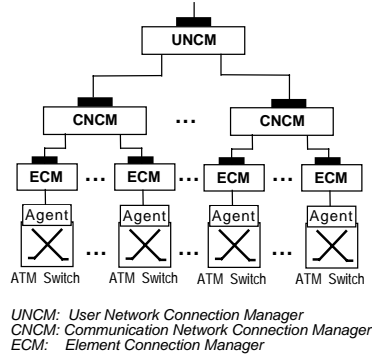 UNCM
CNCM ... CNCM
ECM ... ECM ... ECM ... ECM
Agent Agent Agent Agent
... ... ...
ATM Switch ATM Switch ATM Switch ATM Switch
UNCM: User Network Connection Manager
CNCM: Communication Network Connection Manager
ECM: Element Connection Manager